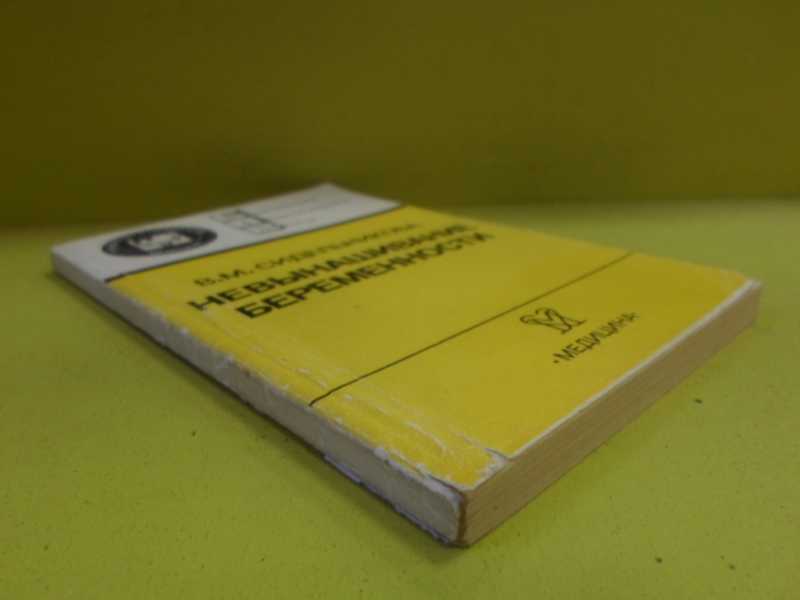 В.М. СИДЕЛЬНИКОВА
НЕВЫНАШИВАНИЕ
БЕРЕМЕННОСТИ
М
•МЕДИЦИНА•